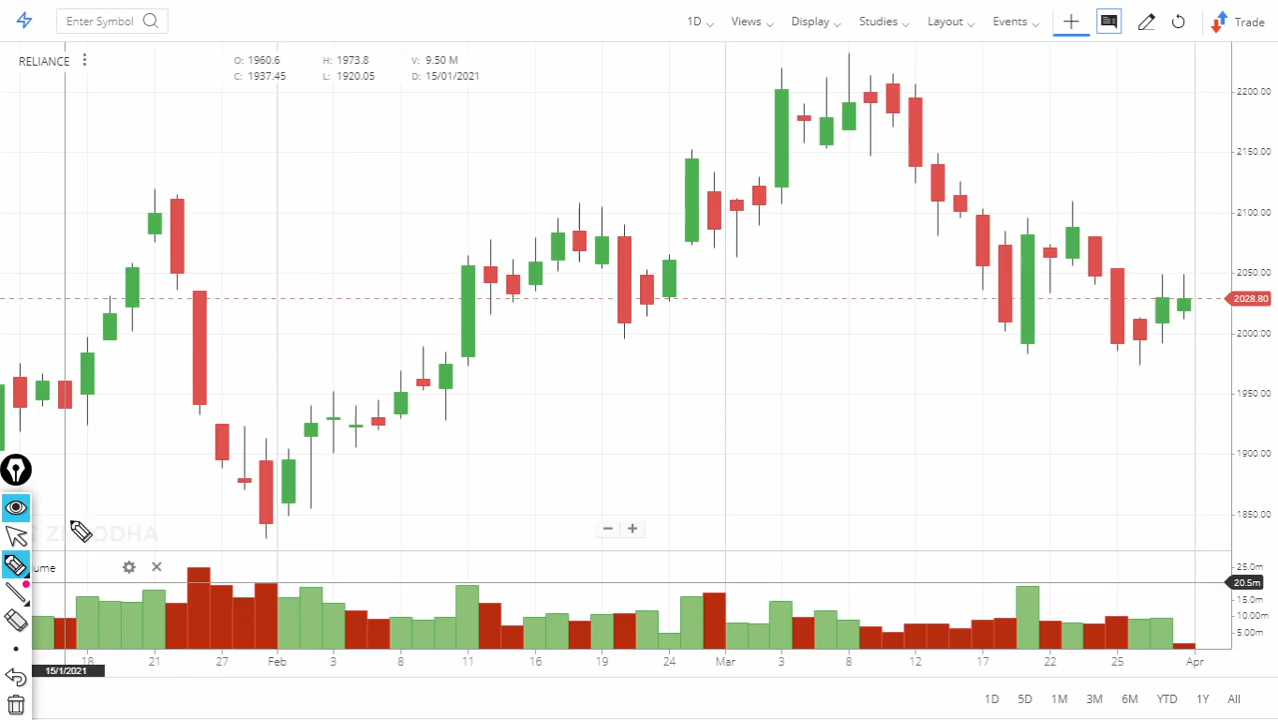 Enter Symbol 1D Views Display Studies Layout Events Trade
RELIANCE
O: 1960.6 H: 1973.8 V: 9.50 M
C: 1937.45 L: 1920.05 D: 15/01/2021
2200.00
2150.00
2100.00
2050.00
2028.80
2000.00
1950.00
1900.00
1850.00
ZERODHA
ume
25.0m
20.5m
15.0m
10.00m
5.00m
18 21 27 Feb 3 8 11 16 19 24 Mar 3 8 12 17 22 25 Apr
15/1/2021
1D 5D 1M 3M 6M YTD 1Y All